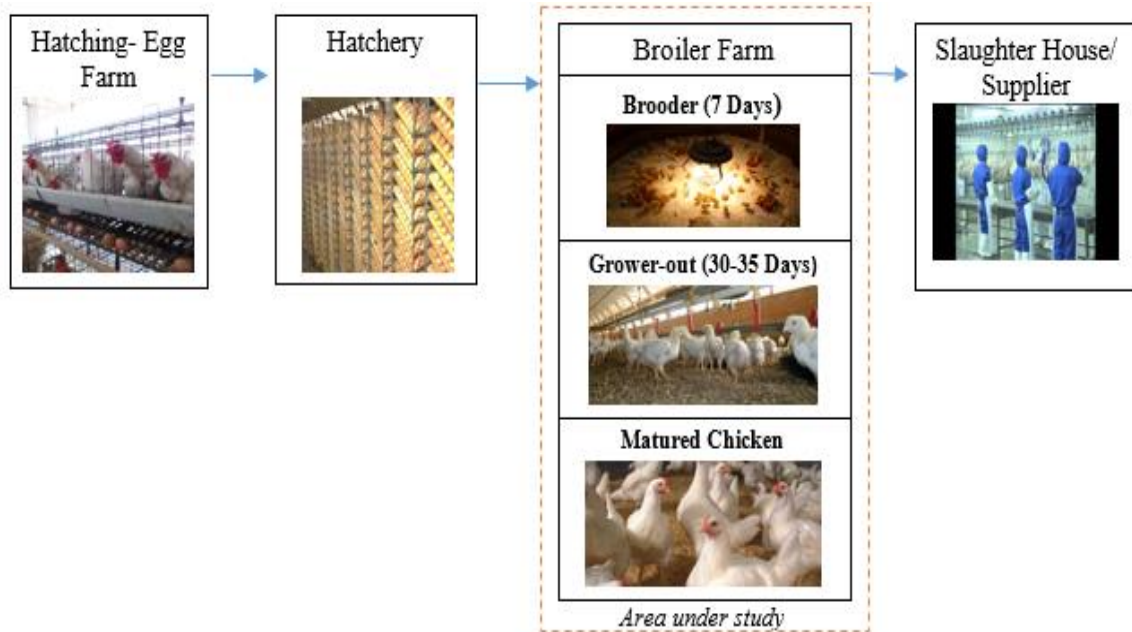 Hatching- Egg
Farm
Hatchery
Broiler Farm
Brooder (7 Days)
Grower-out (30-35 Days)
Matured Chicken
Area under study
Slaughter House/
Supplier